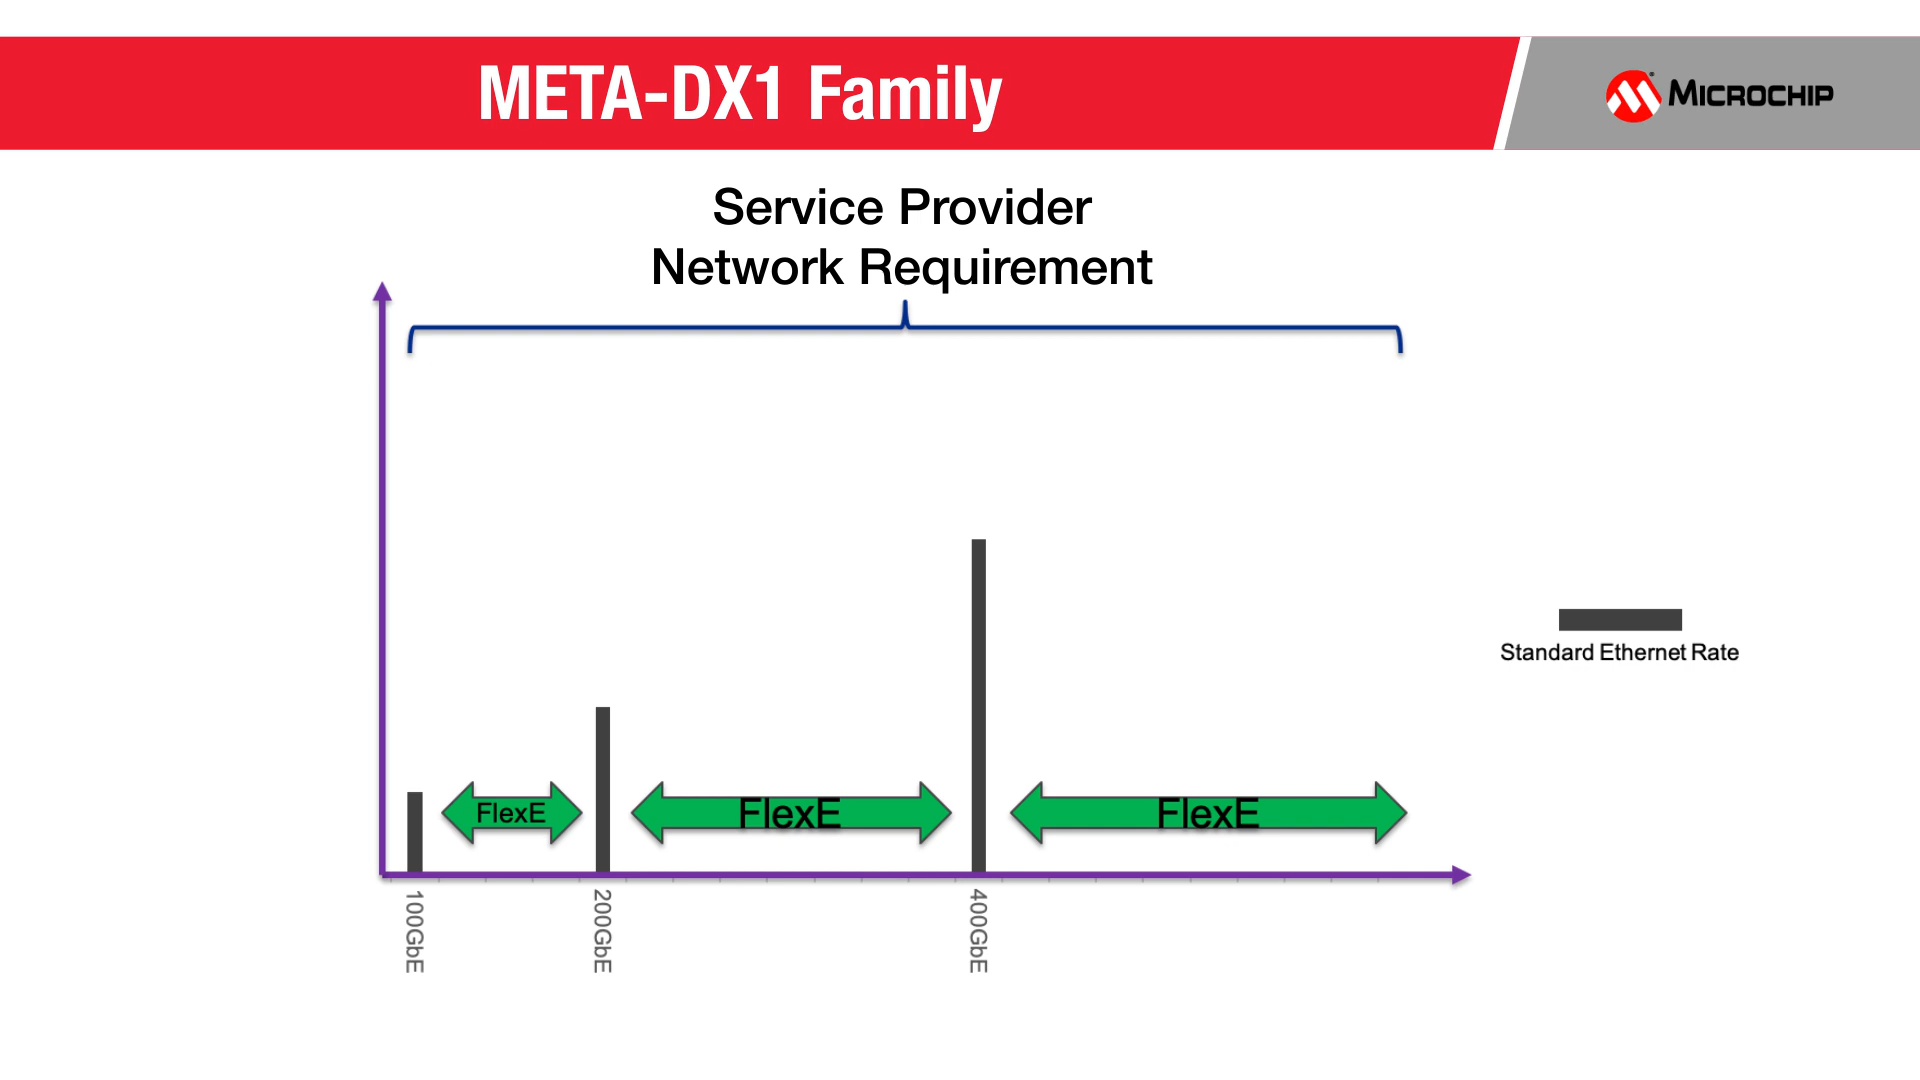 META-DX1 Family
MICROCHIP
Service Provider
Network Requirement
Standard Ethernet Rate
FlexE
FlexE
FlexE
100GbE
200GbE
400GbE